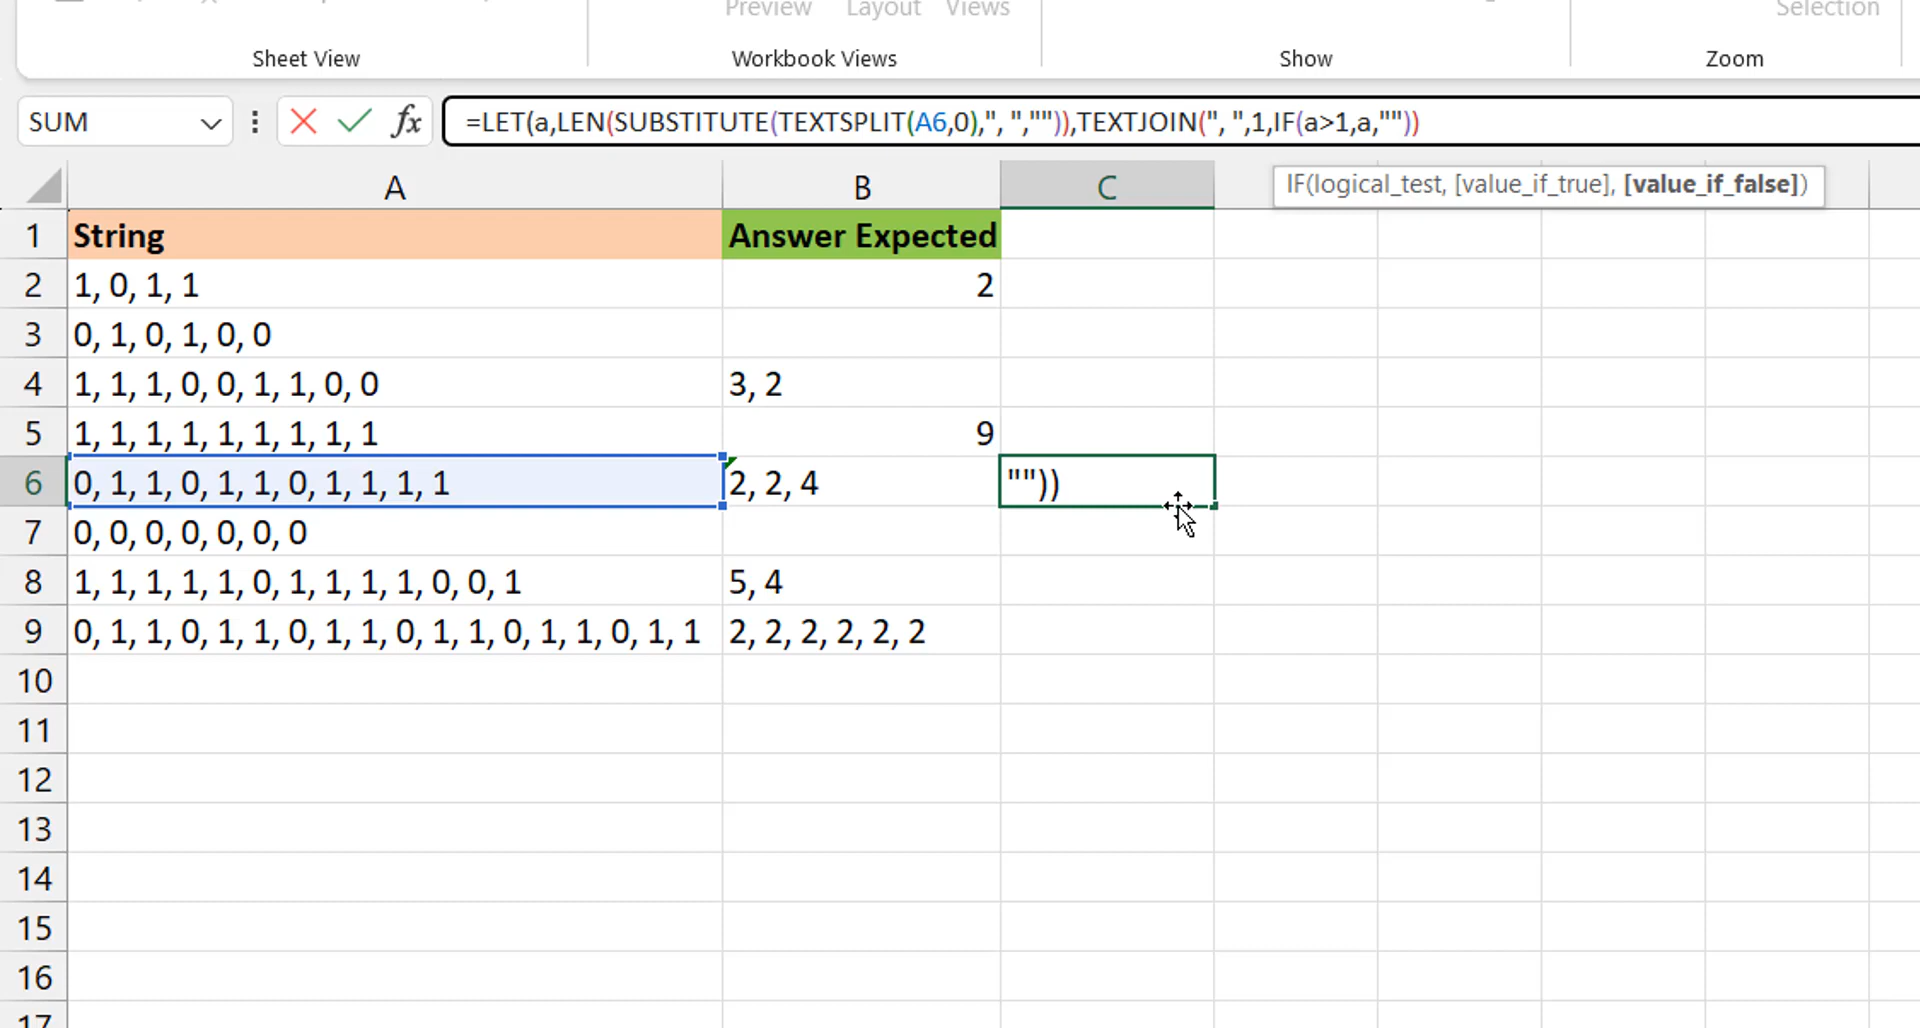 Preview Layout Views Selection
Sheet View Workbook Views Show Zoom
SUM fx =LET(a,LEN(SUBSTITUTE(TEXTSPLIT(A6,0),", ","")),TEXTJOIN(", ",1,IF(a>1,a,""))
IF(logical_test, [value_if_true], [value_if_false])
A B C
1 String Answer Expected
2 1, 0, 1, 1 2
3 0, 1, 0, 1, 0, 0
4 1, 1, 1, 0, 0, 1, 1, 0, 0 3, 2
5 1, 1, 1, 1, 1, 1, 1, 1, 1 9
6 0, 1, 1, 0, 1, 1, 0, 1, 1, 1, 1 2, 2, 4 ""))
7 0, 0, 0, 0, 0, 0, 0
8 1, 1, 1, 1, 1, 0, 1, 1, 1, 1, 0, 0, 1 5, 4
9 0, 1, 1, 0, 1, 1, 0, 1, 1, 0, 1, 1, 0, 1, 1, 0, 1, 1 2, 2, 2, 2, 2, 2
10
11
12
13
14
15
16
17